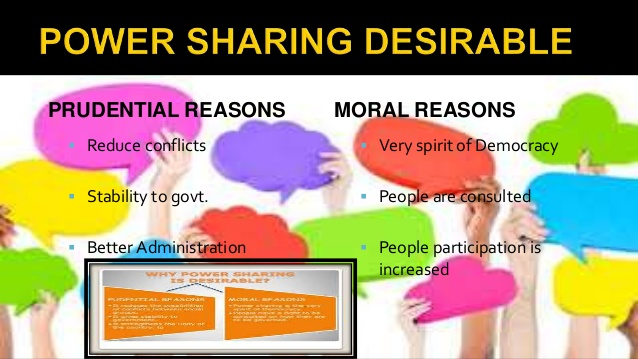 POWER SHARING DESIRABLE
PRUDENTIAL REASONS
Reduce conflicts
Stability to govt.
Better Administration
MORAL REASONS
Very spirit of Democracy
People are consulted
People participation is
increased
WHY POWER SHARING
IS DESIRABLE?
PRUDENTIAL REASONS
MORAL REASONS